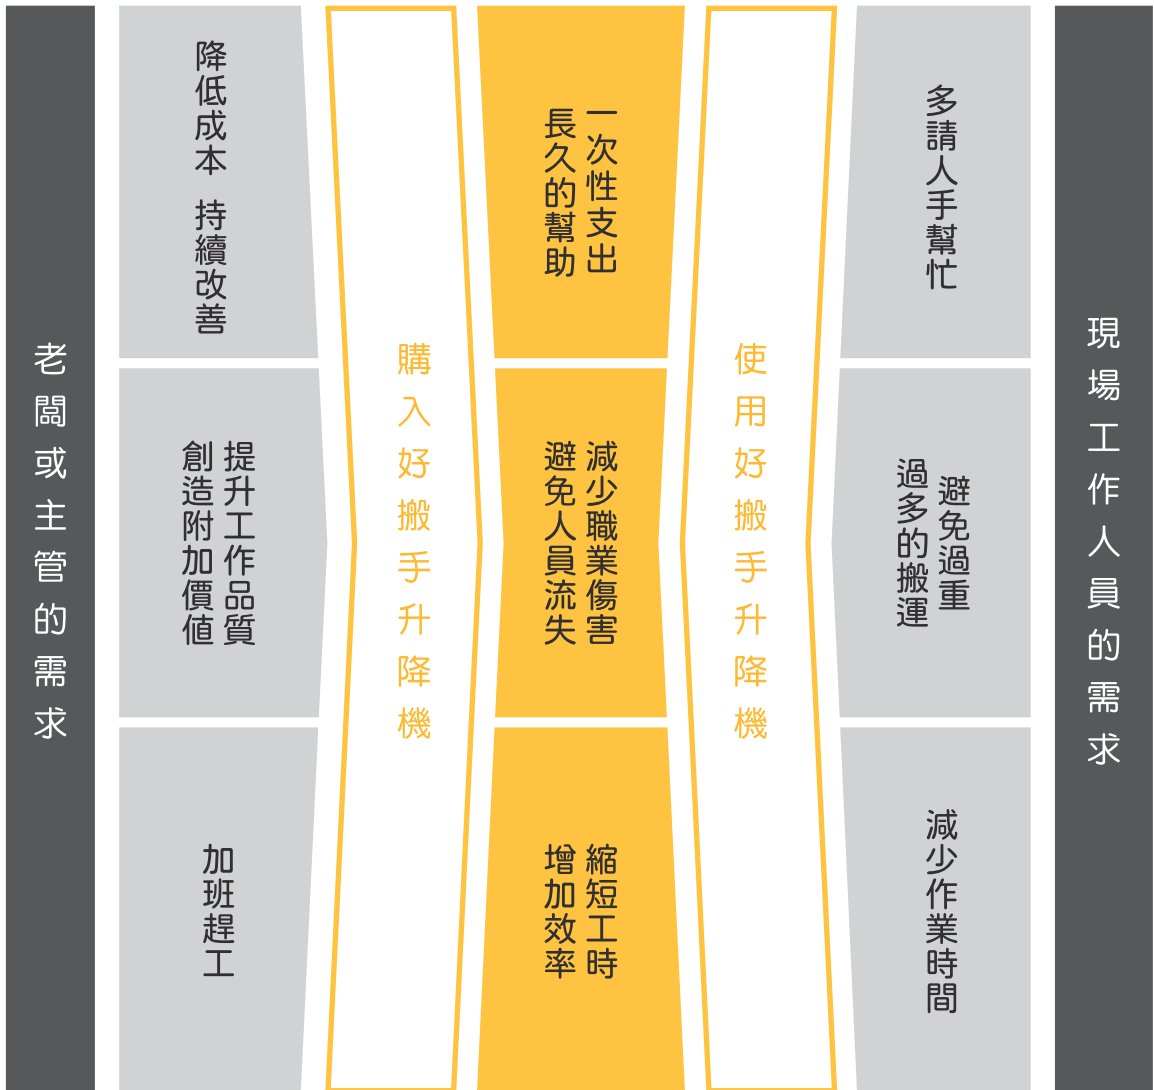 老闆或主管的需求
降低成本 持續改善
提升工作品質
創造附加價值
加班趕工
購入好搬手升降機
一次性支出
長久的幫助
減少職業傷害
避免人員流失
縮短工時
增加效率
使用好搬手升降機
多請人手幫忙
避免過重
過多的搬運
減少作業時間
現場工作人員的需求